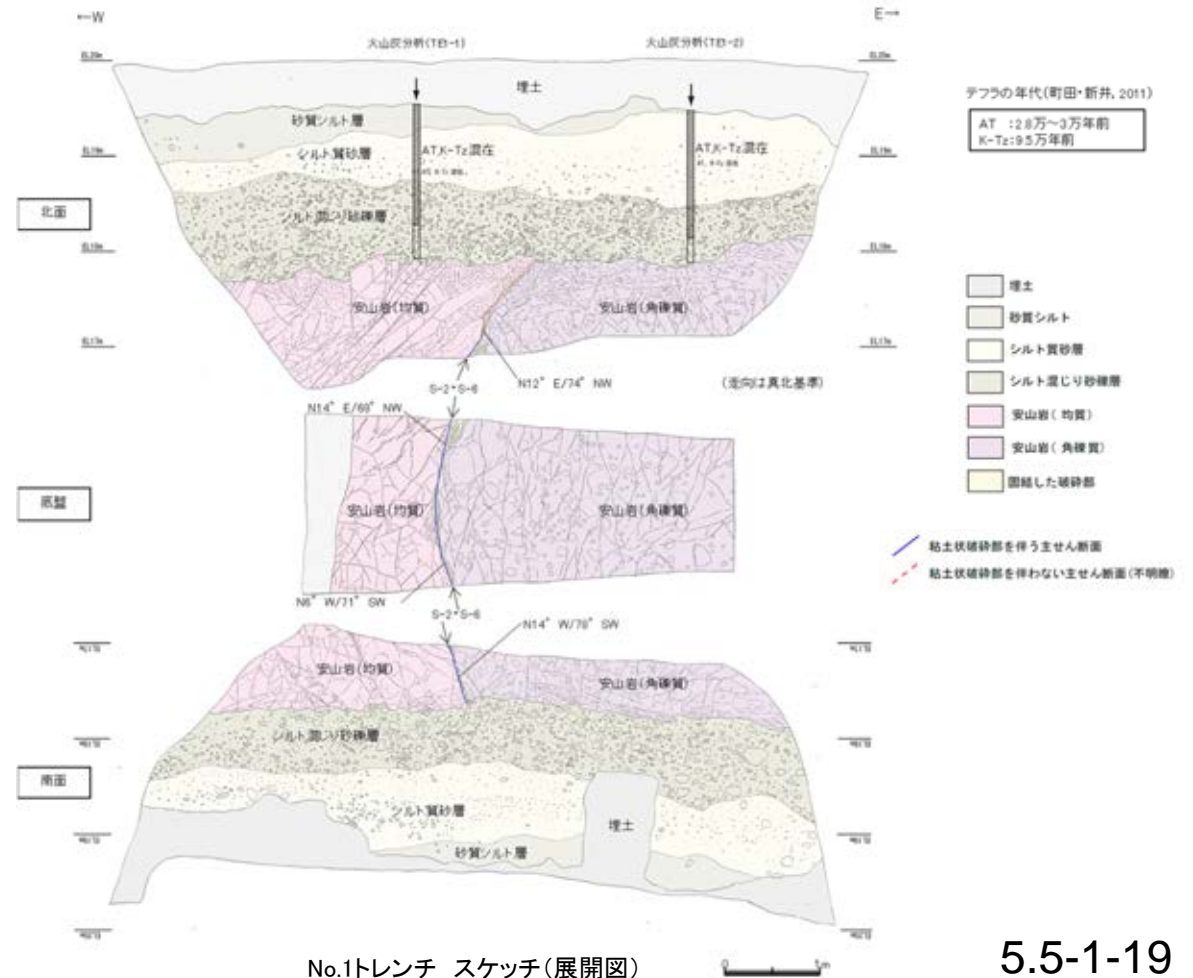 ←W
E→
火山灰分析(TB1-1)
火山灰分析(TB1-2)
EL20m
EL20m
埋土
砂質シルト層
シルト質砂層
AT,K-Tz混在
AT,K-Tz混在
EL19m
EL19m
シルト混じり砂礫層
北面
EL18m
EL18m
安山岩(均質)
安山岩(角礫質)
EL17m
EL17m
S-2・S-6
N12° E/74° NW
(走向は真北基準)
テフラの年代(町田・新井, 2011)
AT :2.8万~3万年前
K-Tz:9.5万年前
埋土
砂質シルト
シルト質砂層
シルト混じり砂礫層
安山岩( 均質)
安山岩( 角礫質)
固結した破砕部
粘土状破砕部を伴う主せん断面
粘土状破砕部を伴わない主せん断面(不明瞭)
N14° E/69° NW
底盤
安山岩(均質)
安山岩(角礫質)
N6° W/71° SW
S-2・S-6
N14° W/78° SW
安山岩(均質)
安山岩(角礫質)
シルト混じり砂礫層
南面
シルト質砂層
埋土
砂質シルト層
No.1トレンチ スケッチ(展開図)
0 1m
5.5-1-19